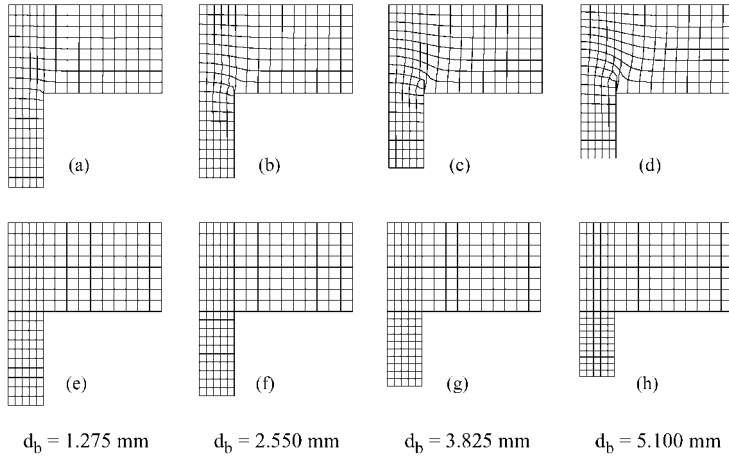 (a) (b) (c) (d)
(e) (f) (g) (h)
d_b = 1.275 mm d_b = 2.550 mm d_b = 3.825 mm d_b = 5.100 mm